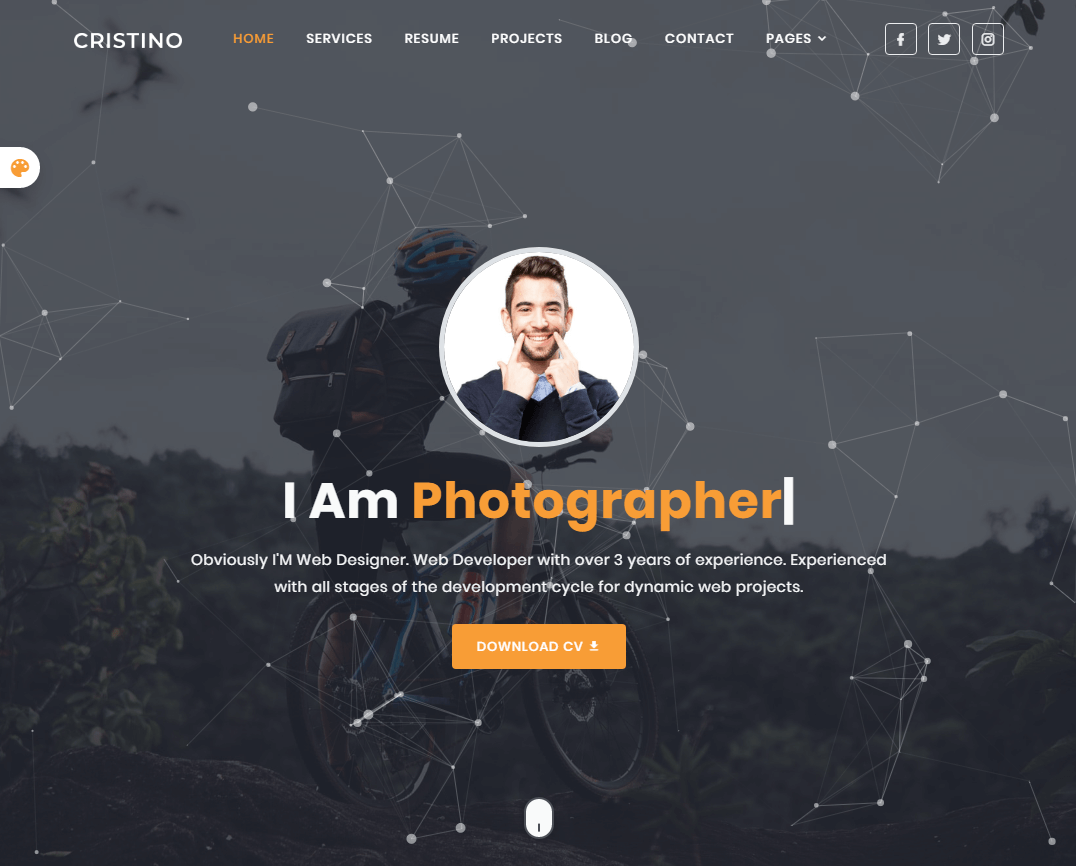 CRISTINO
HOME SERVICES RESUME PROJECTS BLOG CONTACT PAGES
I Am Photographer|
Obviously I'M Web Designer. Web Developer with over 3 years of experience. Experienced
with all stages of the development cycle for dynamic web projects.
DOWNLOAD CV